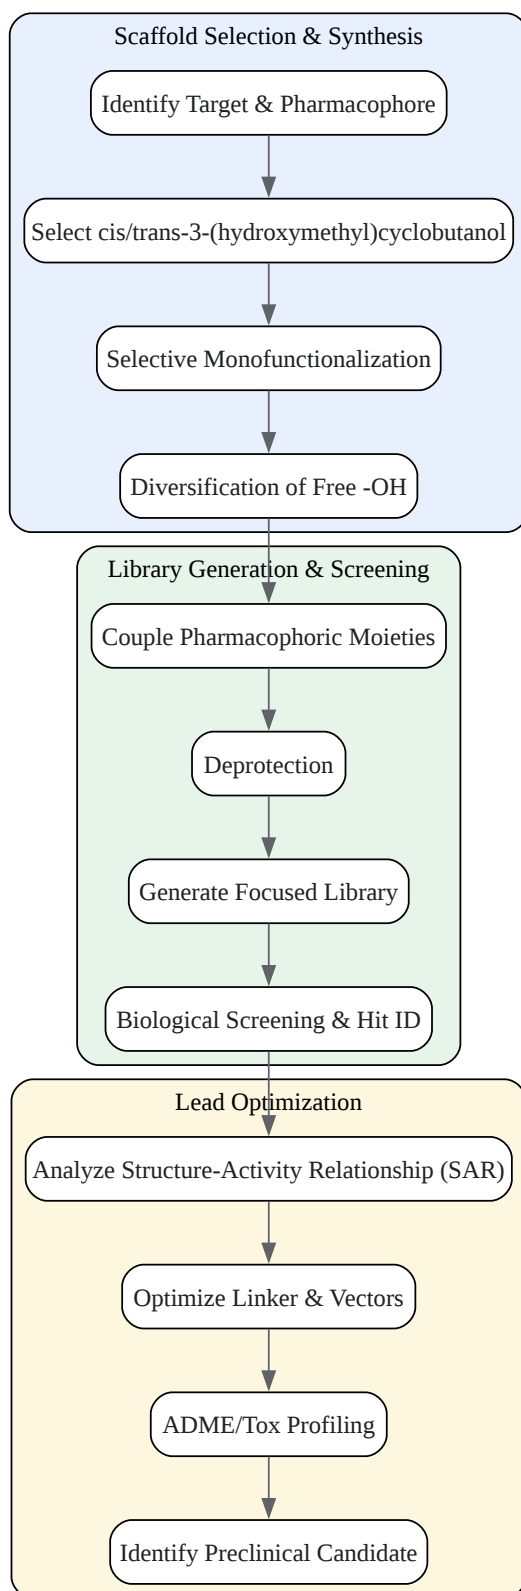 Scaffold Selection & Synthesis
Identify Target & Pharmacophore
Select cis/trans-3-(hydroxymethyl)cyclobutanol
Selective Monofunctionalization
Diversification of Free -OH
Library Generation & Screening
Couple Pharmacophoric Moieties
Deprotection
Generate Focused Library
Biological Screening & Hit ID
Lead Optimization
Analyze Structure-Activity Relationship (SAR)
Optimize Linker & Vectors
ADME/Tox Profiling
Identify Preclinical Candidate